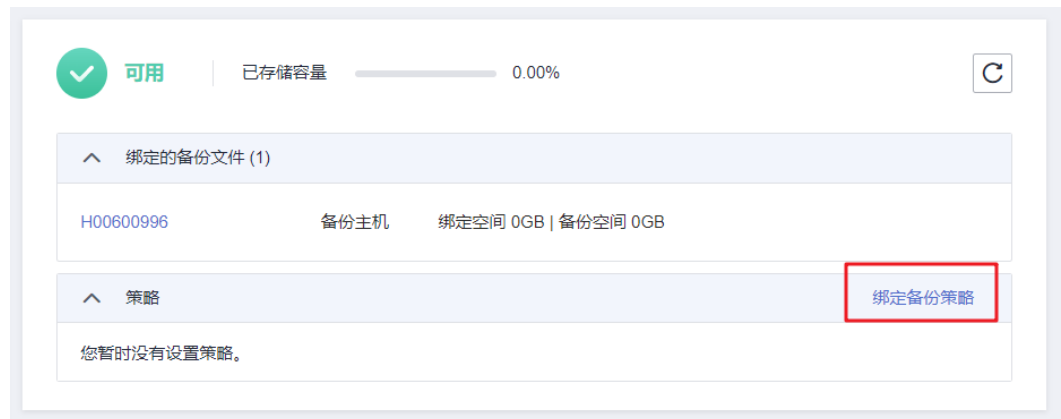 可用 已存储容量 0.00%
绑定的备份文件 (1)
H00600996 备份主机 绑定空间 0GB | 备份空间 0GB
策略 绑定备份策略
您暂时没有设置策略。